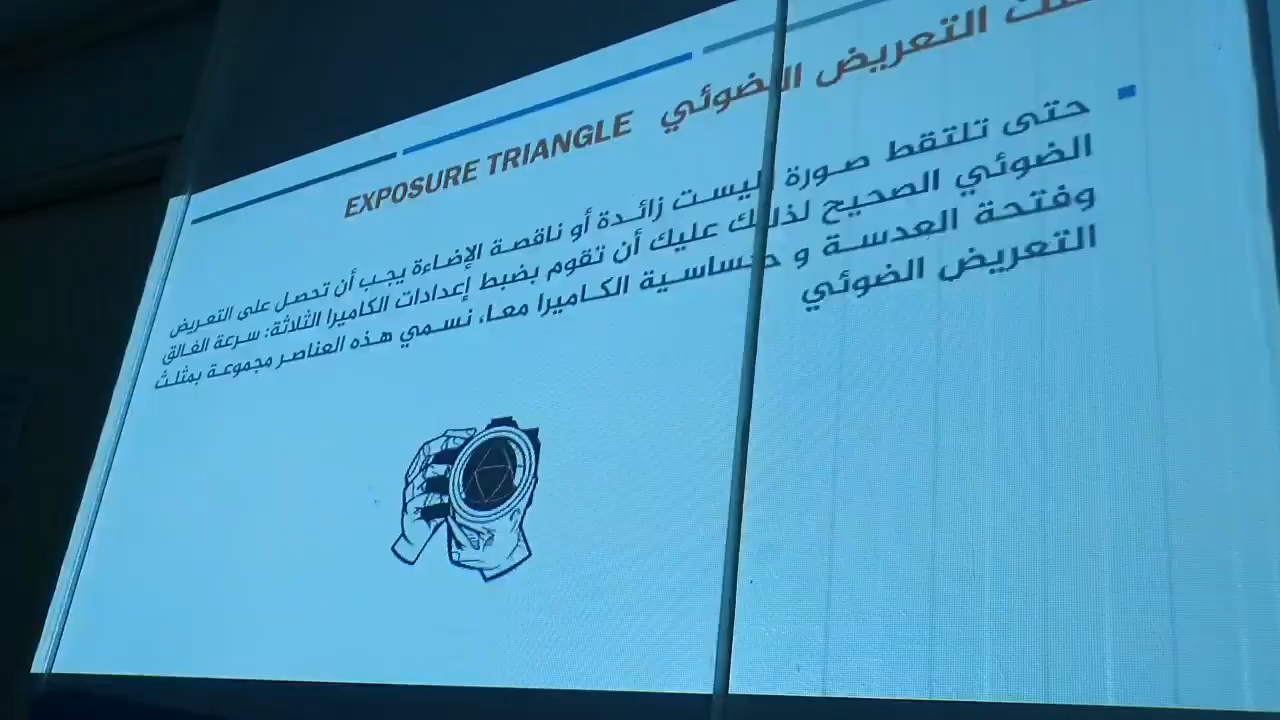 التعريض الضوئي EXPOSURE TRIANGLE
حتى تلتقط صورة ليست زائدة أو ناقصة الإضاءة يجب أن تحصل على التعريض
الضوئي الصحيح لذلك عليك أن تقوم بضبط إعدادات الكاميرا الثلاثة: سرعة الغالق
وفتحة العدسة و حساسية الكاميرا معا، نسمي هذه العناصر مجموعة بمثلث
التعريض الضوئي